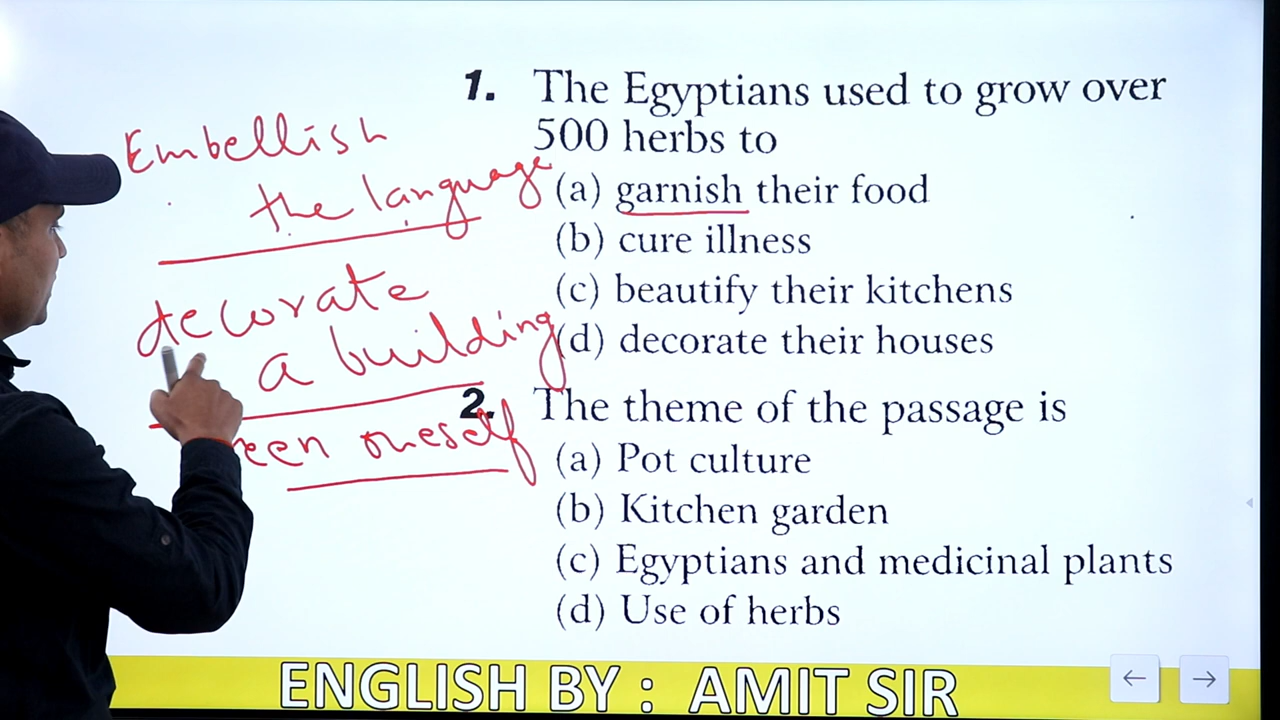 Embellish
the language
decorate
a building
oneself
1. The Egyptians used to grow over
500 herbs to
(a) garnish their food
(b) cure illness
(c) beautify their kitchens
(d) decorate their houses
2. The theme of the passage is
(a) Pot culture
(b) Kitchen garden
(c) Egyptians and medicinal plants
(d) Use of herbs
ENGLISH BY : AMIT SIR